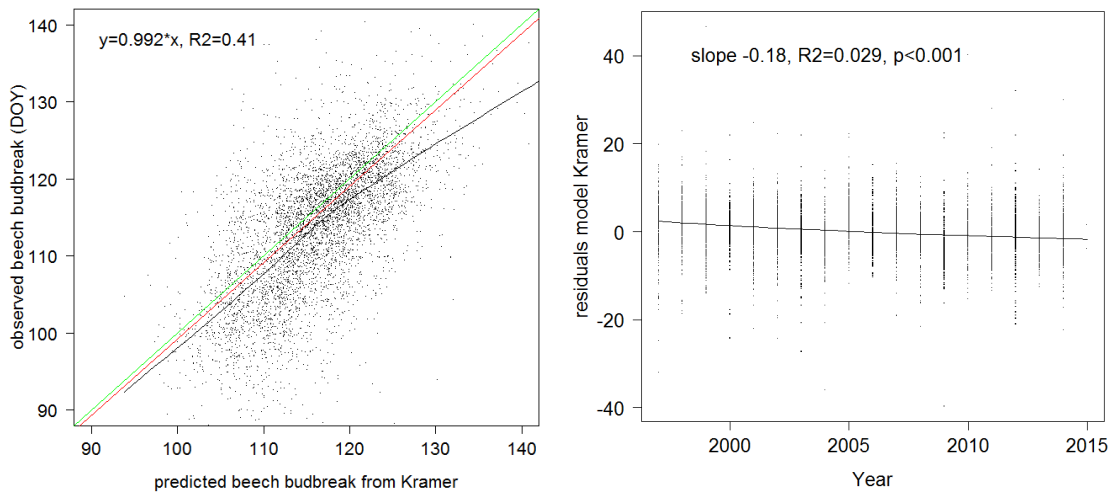 y=0.992*x, R2=0.41
observed beech budbreak (DOY)
140
130
120
110
100
90
90 100 110 120 130 140
predicted beech budbreak from Kramer
slope -0.18, R2=0.029, p<0.001
residuals model Kramer
40
20
0
-20
-40
2000 2005 2010 2015
Year